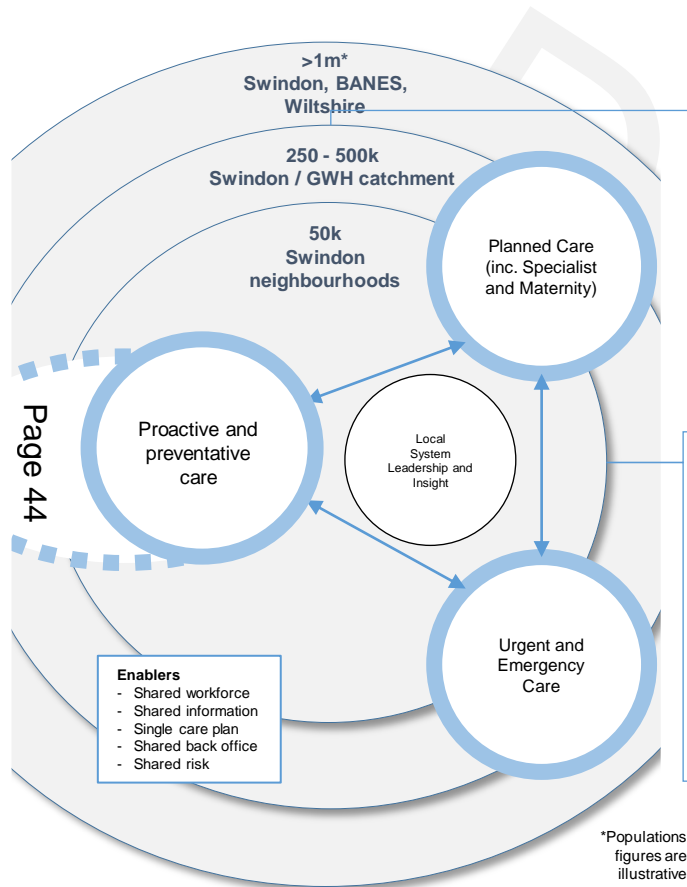 >1m*
Swindon, BANES,
Wiltshire
250 - 500k
Swindon / GWH catchment
50k
Swindon
neighbourhoods
Planned Care
(inc. Specialist
and Maternity)
Proactive and
preventative
care
Local
System
Leadership and
Insight
Page 44
Urgent and
Emergency
Care
Enablers
- Shared workforce
- Shared information
- Single care plan
- Shared back office
- Shared risk
*Populations
figures are
illustrative